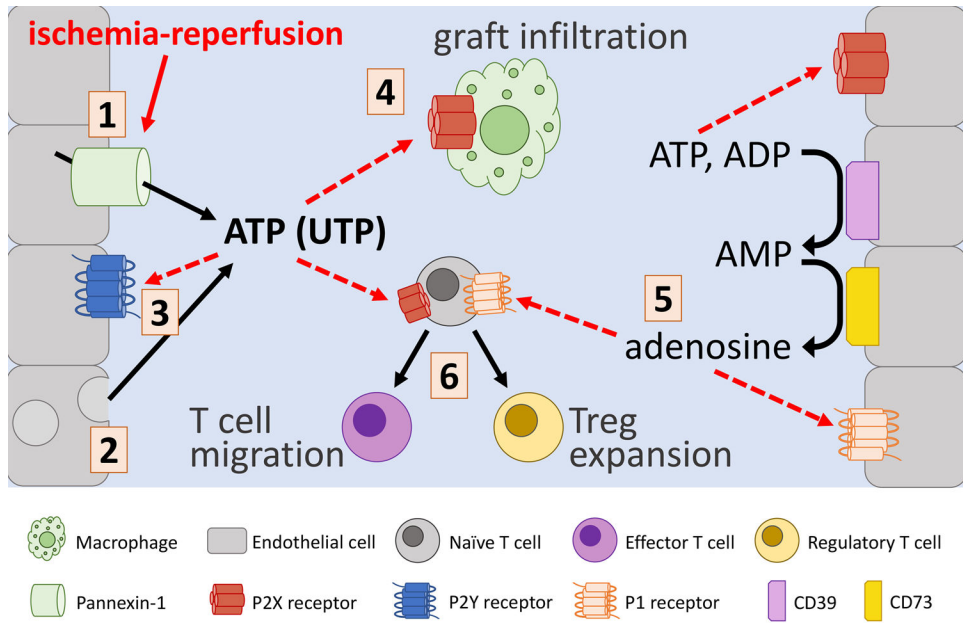 ischemia-reperfusion
graft infiltration
1
4
ATP, ADP
ATP (UTP)
AMP
3
5
adenosine
6
T cell
migration
Treg
expansion
2
Macrophage
Endothelial cell
Naïve T cell
Effector T cell
Regulatory T cell
Pannexin-1
P2X receptor
P2Y receptor
P1 receptor
CD39
CD73